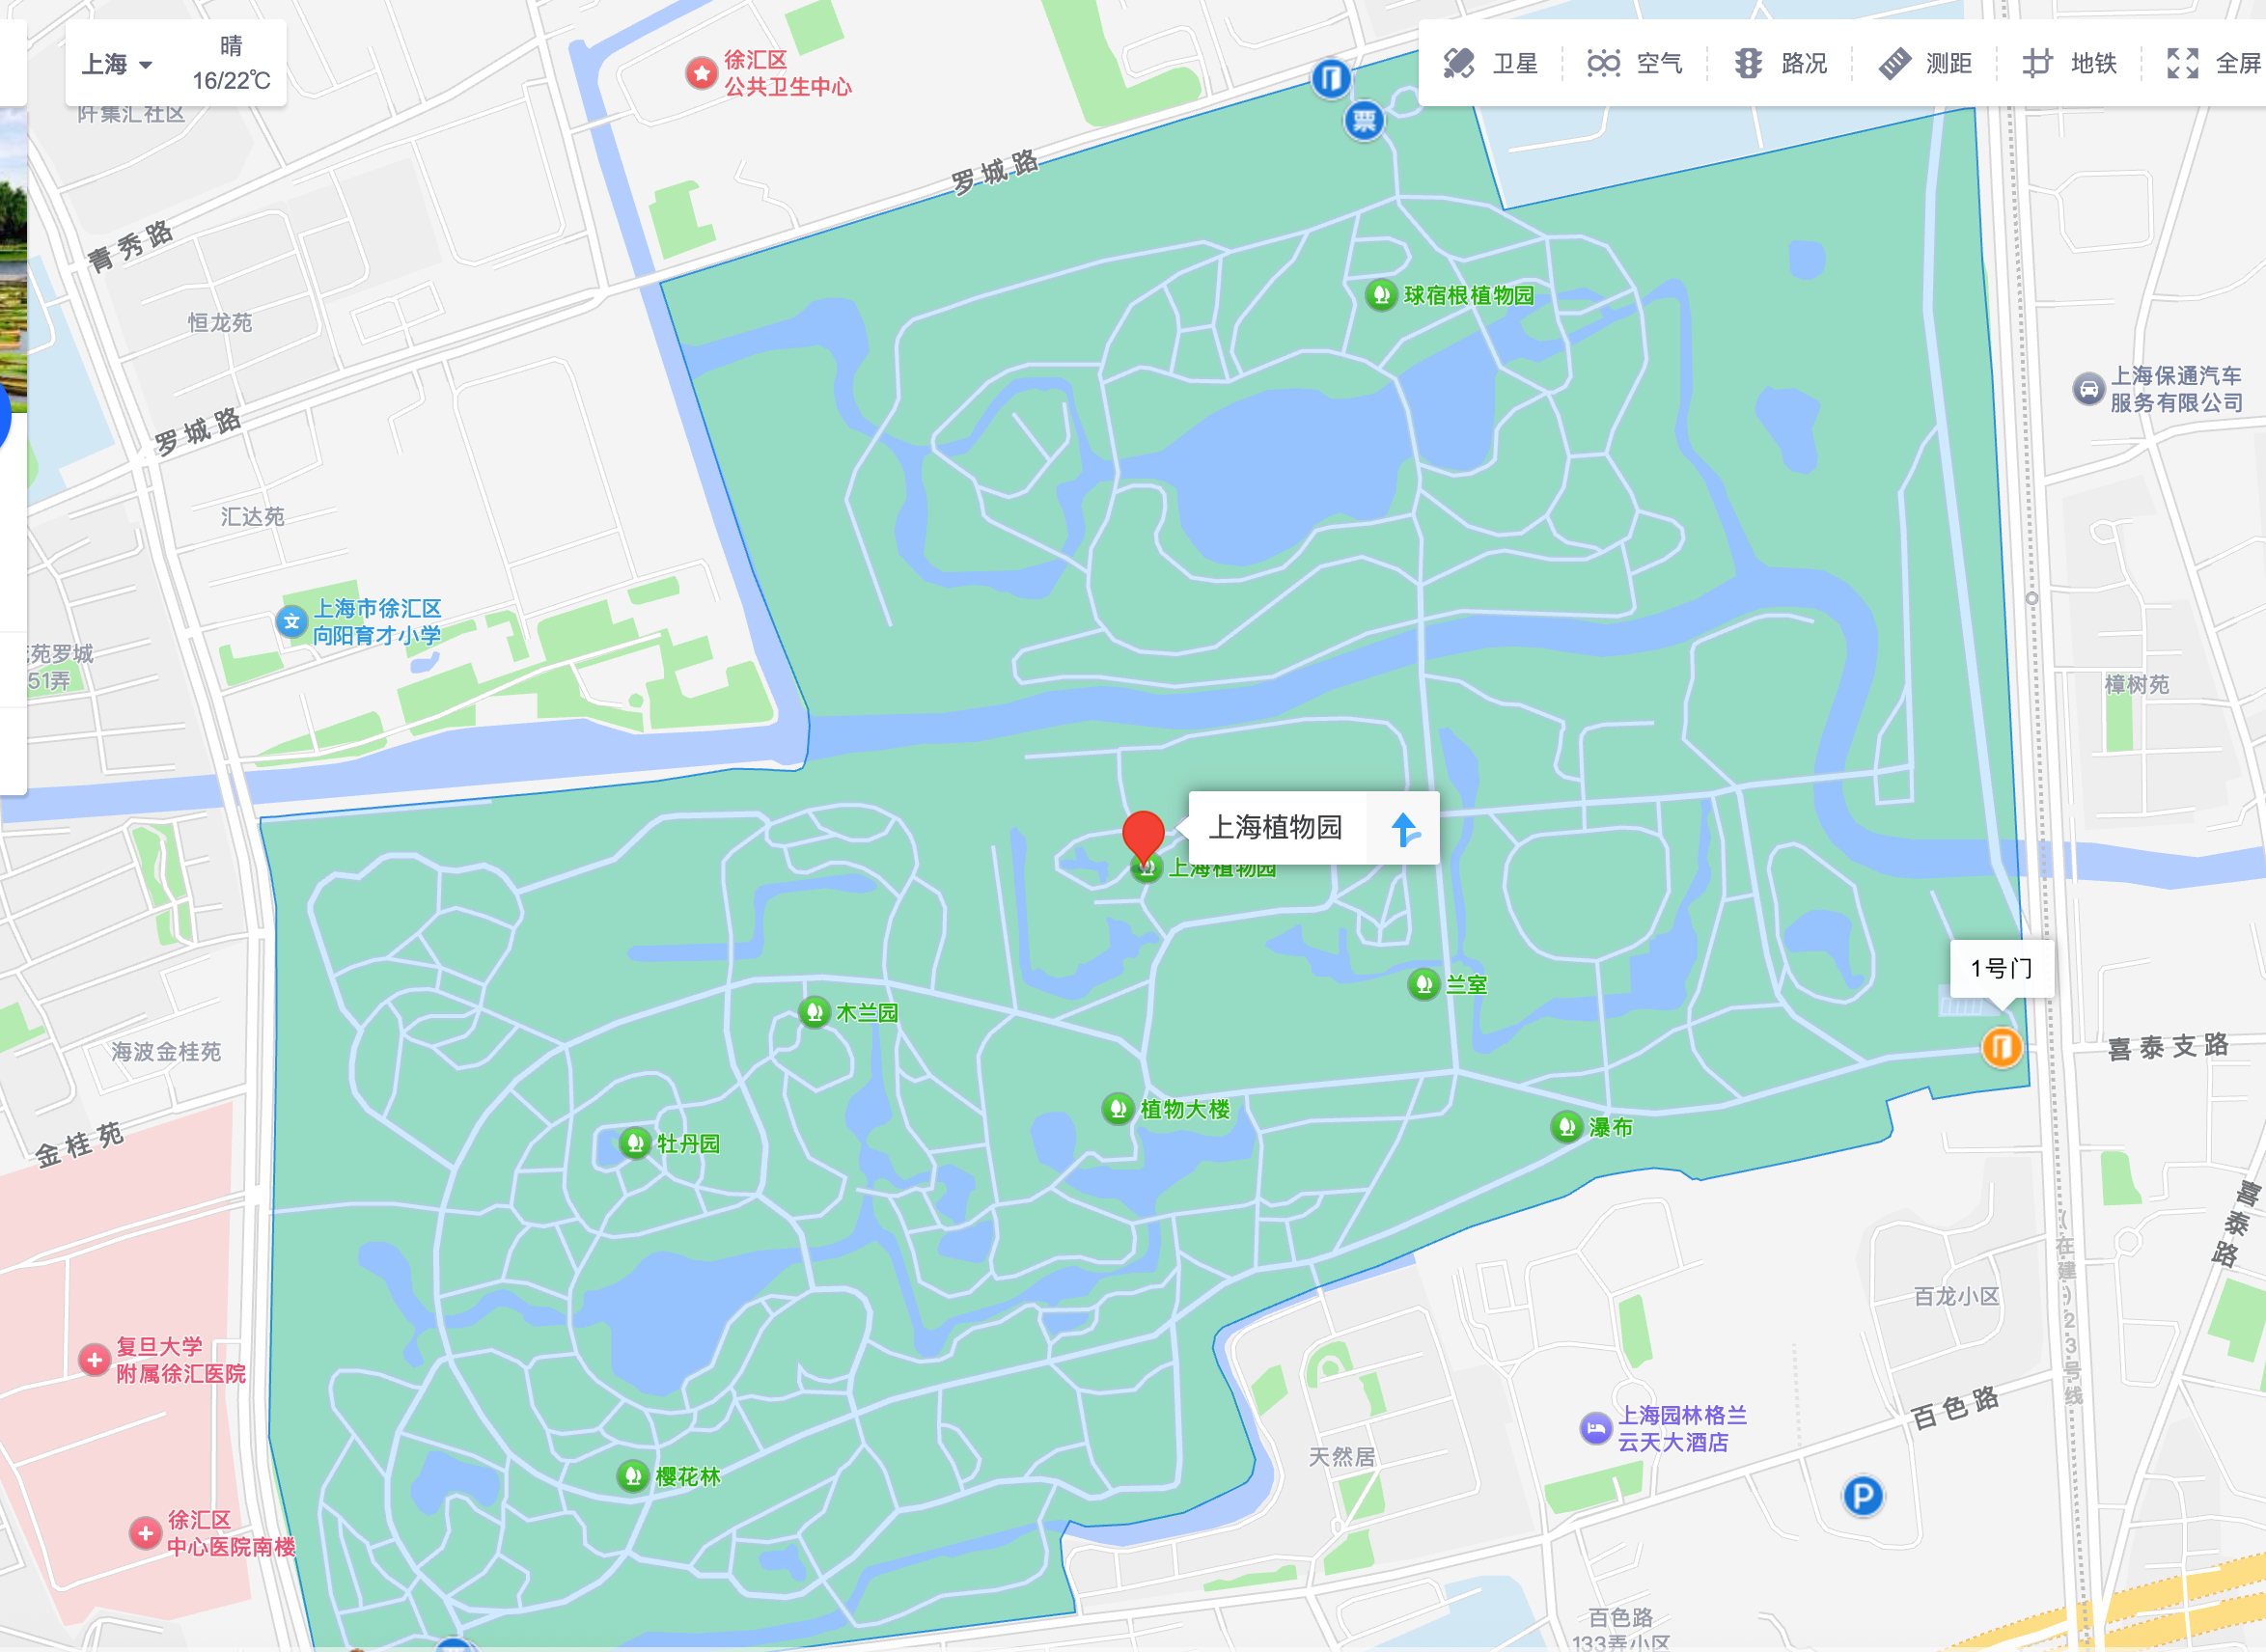 上海
晴
16/22℃
卫星
空气
路况
测距
地铁
全屏
徐汇区
公共卫生中心
阡集汇社区
票
罗城路
青秀路
球宿根植物园
恒龙苑
上海保通汽车
服务有限公司
罗城路
汇达苑
文
上海市徐汇区
向阳育才小学
苑罗城
51弄
樟树苑
上海植物园
上海植物园
1号门
兰室
木兰园
海波金桂苑
喜泰支路
植物大楼
瀑布
金桂苑
牡丹园
喜泰路
(在建)23号线
百龙小区
复旦大学
附属徐汇医院
百色路
上海园林格兰
云天大酒店
天然居
樱花林
P
徐汇区
中心医院南楼
百色路
133弄小区